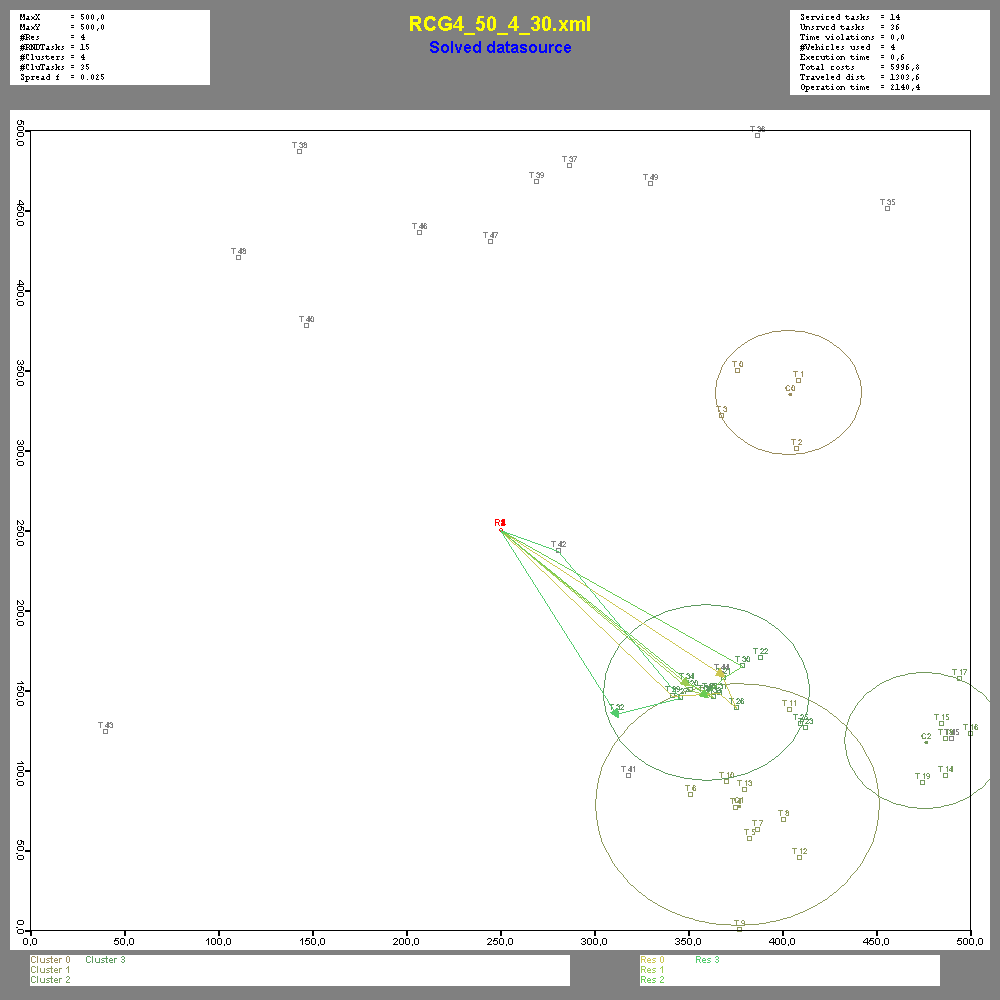 RCG4_50_4_30.xml
Solved datasource
MaxX = 500,0
MaxY = 500,0
#Res = 4
#RNDTasks = 15
#Clusters = 4
#CluTasks = 35
Spread f = 0.025
Serviced tasks = 14
Unsrvcd tasks = 36
Time violations = 0,0
#Vehicles used = 4
Execution time = 0,6
Total costs = 5996,8
Traveled dist = 1303,6
Operation time = 2140,4
500,0
450,0
400,0
350,0
300,0
250,0
200,0
150,0
100,0
50,0
0,0
T 36
T 38
T 37
T 39
T 49
T 35
T 46
T 47
T 48
T 40
T 0
T 1
C0
T 3
T 2
T 42
T 22
T 30
T 44
T 34
T 17
T 32
T 26
T 11
T 23
T 15
T 16
C2
T 43
T 41
T 10
T 13
T 6
T 14
T 19
T 8
T 7
T 5
T 12
T 9
0,0 50,0 100,0 150,0 200,0 250,0 300,0 350,0 400,0 450,0 500,0
Cluster 0 Cluster 3
Cluster 1
Cluster 2
Res 0 Res 3
Res 1
Res 2